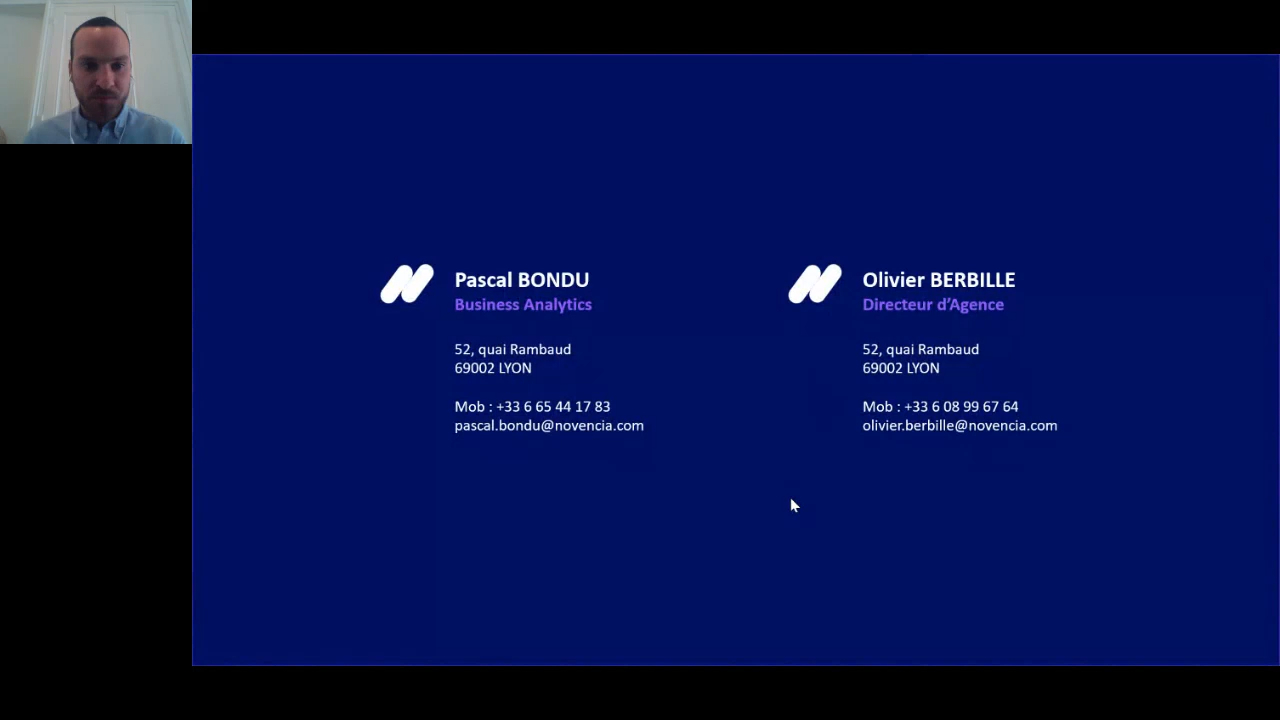 Pascal BONDU
Business Analytics
52, quai Rambaud
69002 LYON
Mob : +33 6 65 44 17 83
pascal.bondu@novencia.com
Olivier BERBILLE
Directeur d'Agence
52, quai Rambaud
69002 LYON
Mob : +33 6 08 99 67 64
olivier.berbille@novencia.com